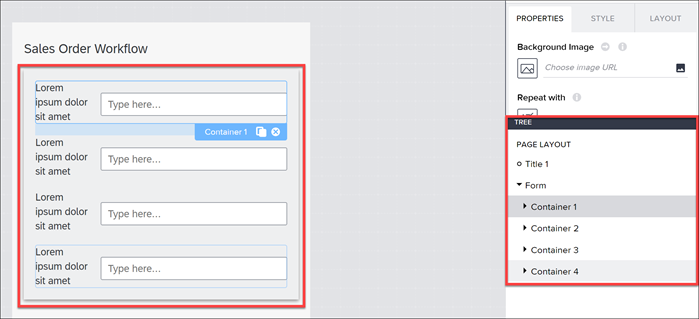 Sales Order Workflow
Lorem
ipsum dolor
sit amet
Type here...
Container 1
Lorem
ipsum dolor
sit amet
Type here...
Lorem
ipsum dolor
sit amet
Type here...
Lorem
ipsum dolor
sit amet
Type here...
PROPERTIES STYLE LAYOUT
Background Image
Choose image URL
Repeat with
TREE
PAGE LAYOUT
Title 1
Form
Container 1
Container 2
Container 3
Container 4